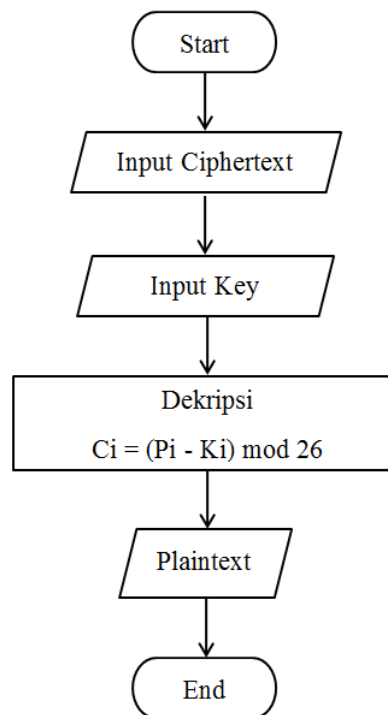 Start
Input Ciphertext
Input Key
Dekripsi
Ci = (Pi - Ki) mod 26
Plaintext
End